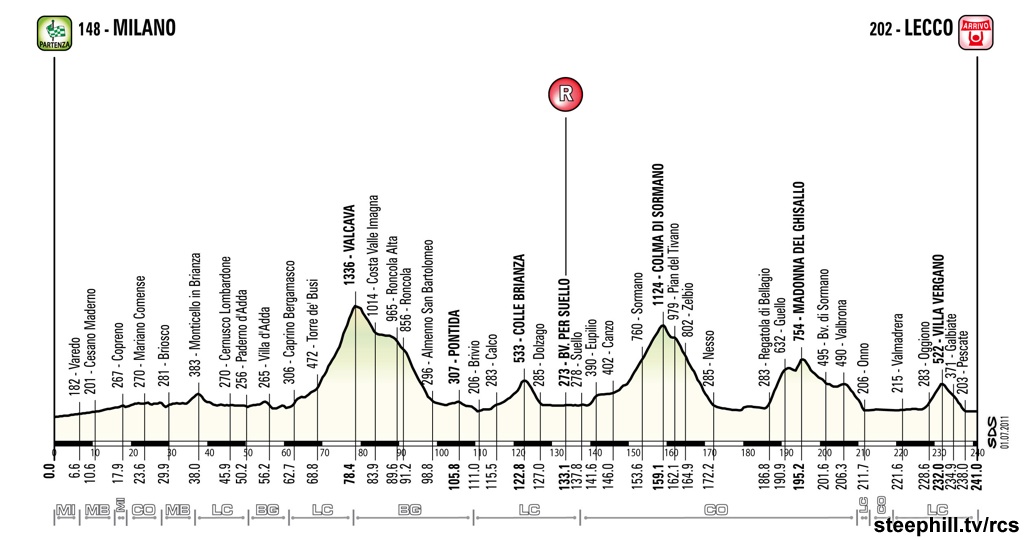 148 - MILANO
PARTENZA
202 - LECCO
ARRIVO
R
182 - Varedo
201 - Cesano Maderno
267 - Copreno
270 - Mariano Comense
281 - Briosco
383 - Monticello in Brianza
270 - Cernusco Lombardone
256 - Paderno d'Adda
265 - Villa d'Adda
306 - Caprino Bergamasco
472 - Torre de' Busi
1336 - VALCAVA
1014 - Costa Valle Imagna
965 - Roncola Alta
856 - Roncola
296 - Almenno San Bartolomeo
307 - PONTIDA
206 - Brivio
283 - Calco
533 - COLLE BRIANZA
285 - Dolzago
273 - BV. PER SUELLO
278 - Suello
390 - Eupilio
402 - Canzo
760 - Sormano
1124 - COLMA DI SORMANO
979 - Pian del Tivano
802 - Zelbio
285 - Nesso
283 - Regatola di Bellagio
632 - Guello
754 - MADONNA DEL GHISALLO
495 - Bv. di Sormano
490 - Valbrona
206 - Onno
215 - Valmadrera
283 - Oggiono
522 - VILLA VERGANO
371 - Galbiate
203 - Pescate
SDS
01.07.2011
0 10 20 30 40 50 60 70 80 90 100 110 120 130 140 150 160 170 180 190 200 210 220 230 240
0.0
6.6
10.6
17.9
23.6
29.9
38.0
45.9
50.2
56.2
62.7
68.8
78.4
83.9
89.6
91.2
98.8
105.8
111.0
115.5
122.8
127.0
133.1
137.8
141.6
146.0
153.6
159.1
162.1
164.9
172.2
186.8
190.9
195.2
201.6
206.3
211.7
221.6
228.6
232.0
234.9
238.0
241.0
MI MB MI CO MB LC BG LC BG LC CO LC CO LC
steephill.tv/rcs